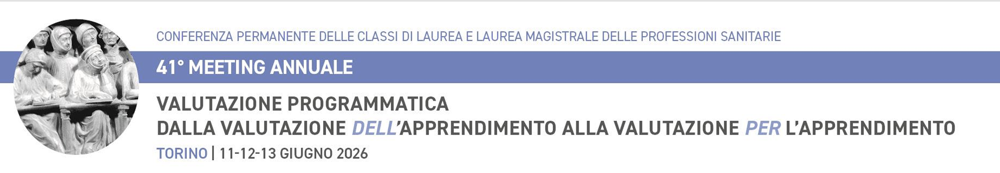 CONFERENZA PERMANENTE DELLE CLASSI DI LAUREA E LAUREA MAGISTRALE DELLE PROFESSIONI SANITARIE
41° MEETING ANNUALE
VALUTAZIONE PROGRAMMATICA
DALLA VALUTAZIONE DELL'APPRENDIMENTO ALLA VALUTAZIONE PER L'APPRENDIMENTO
TORINO | 11-12-13 GIUGNO 2026